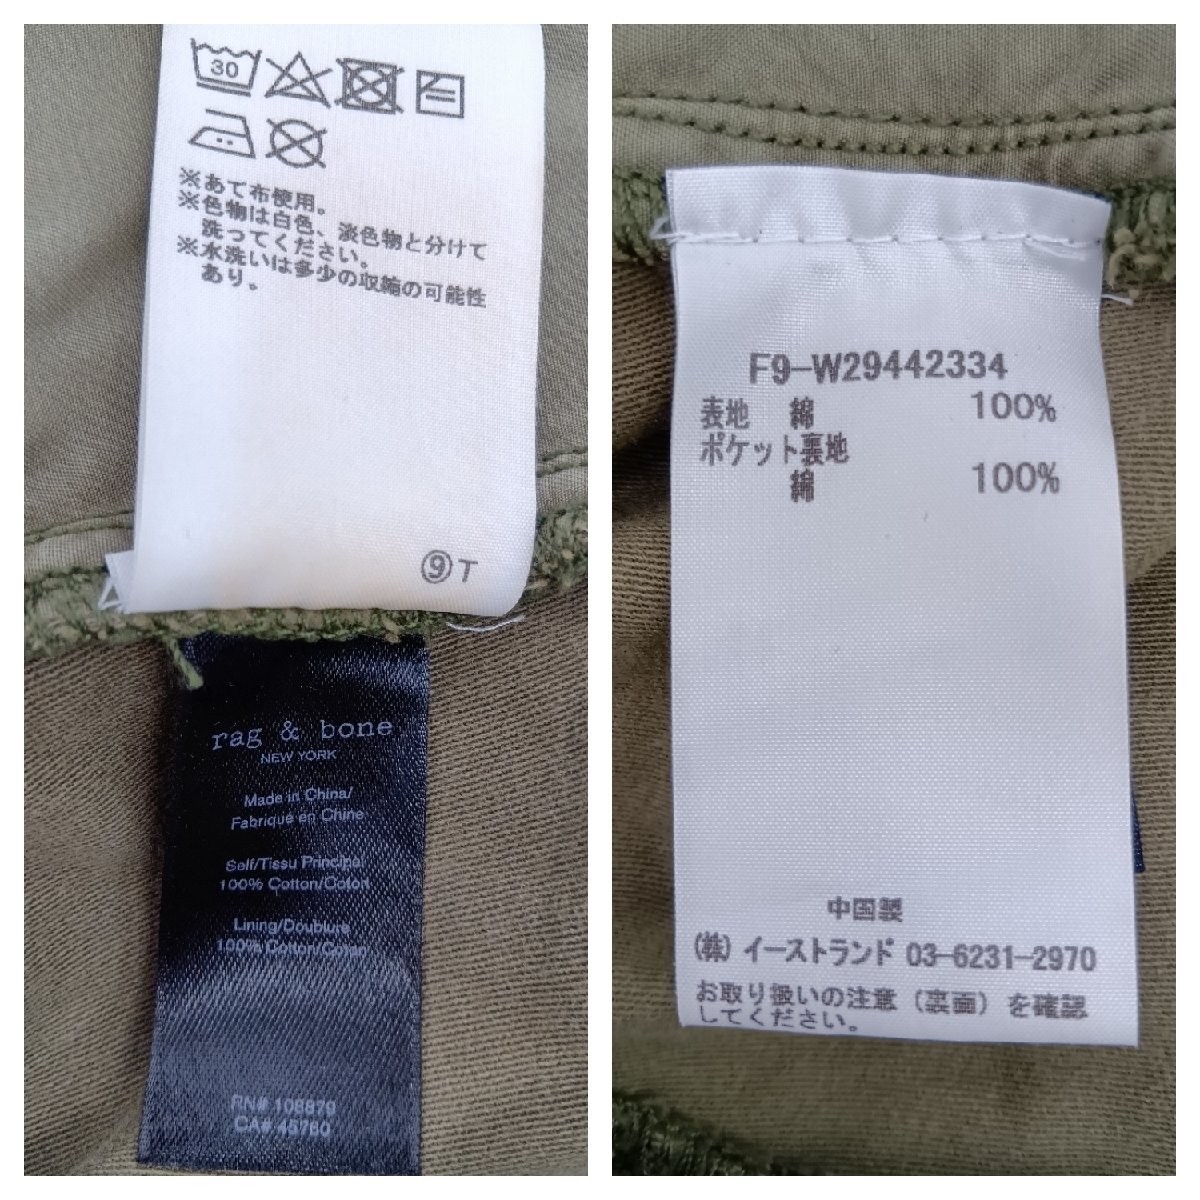 30
※あて布使用。
※色物は白色、淡色物と分けて
洗ってください。
※水洗いは多少の収縮の可能性
あり。
⑨T
rag & bone
NEW YORK
Made in China/
Fabriqué en Chine
Self/Tissu Principal
100% Cotton/Coton
Lining/Doublure
100% Cotton/Coton
RN# 106879
CA# 45780
F9-W29442334
表地 綿 100%
ポケット裏地
綿 100%
中国製
(株) イーストランド 03-6231-2970
お取り扱いの注意（裏面）を確認
してください。